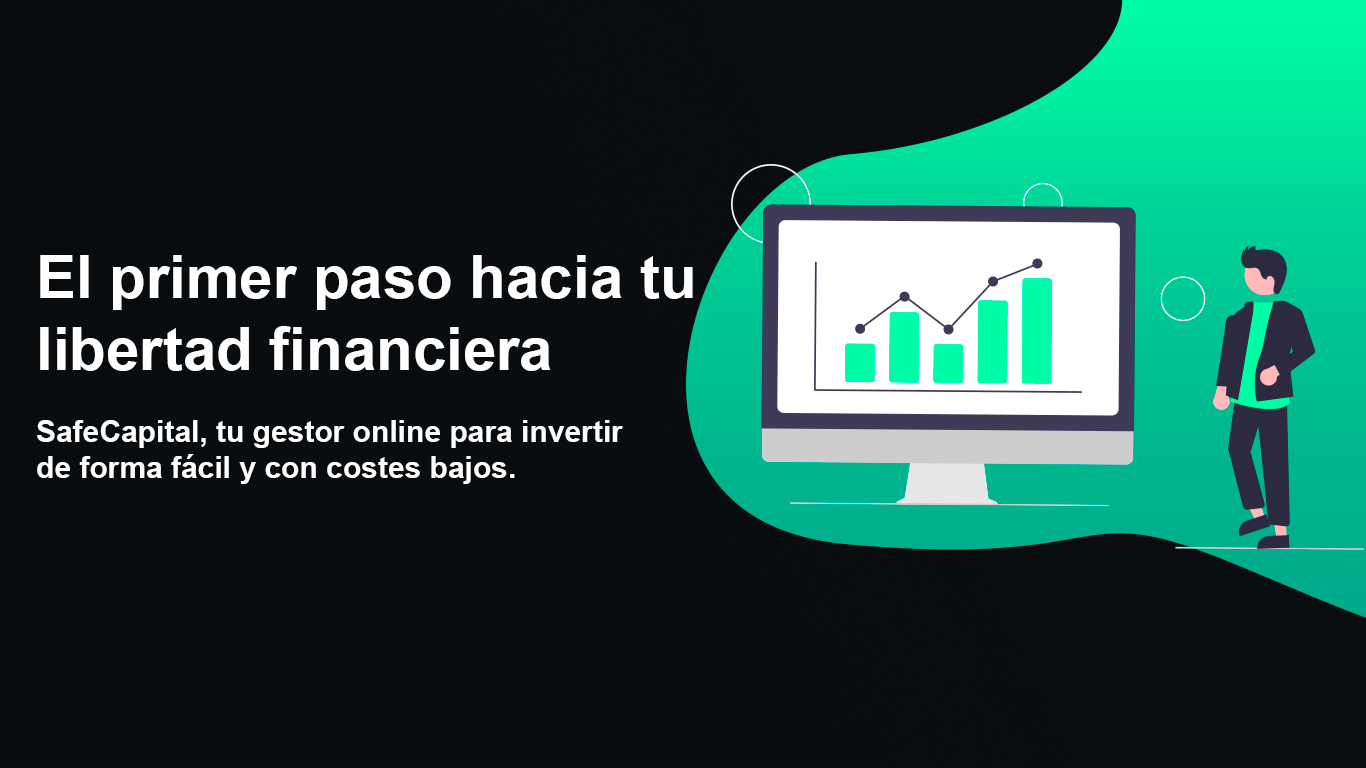 El primer paso hacia tu
libertad financiera
SafeCapital, tu gestor online para invertir
de forma fácil y con costes bajos.